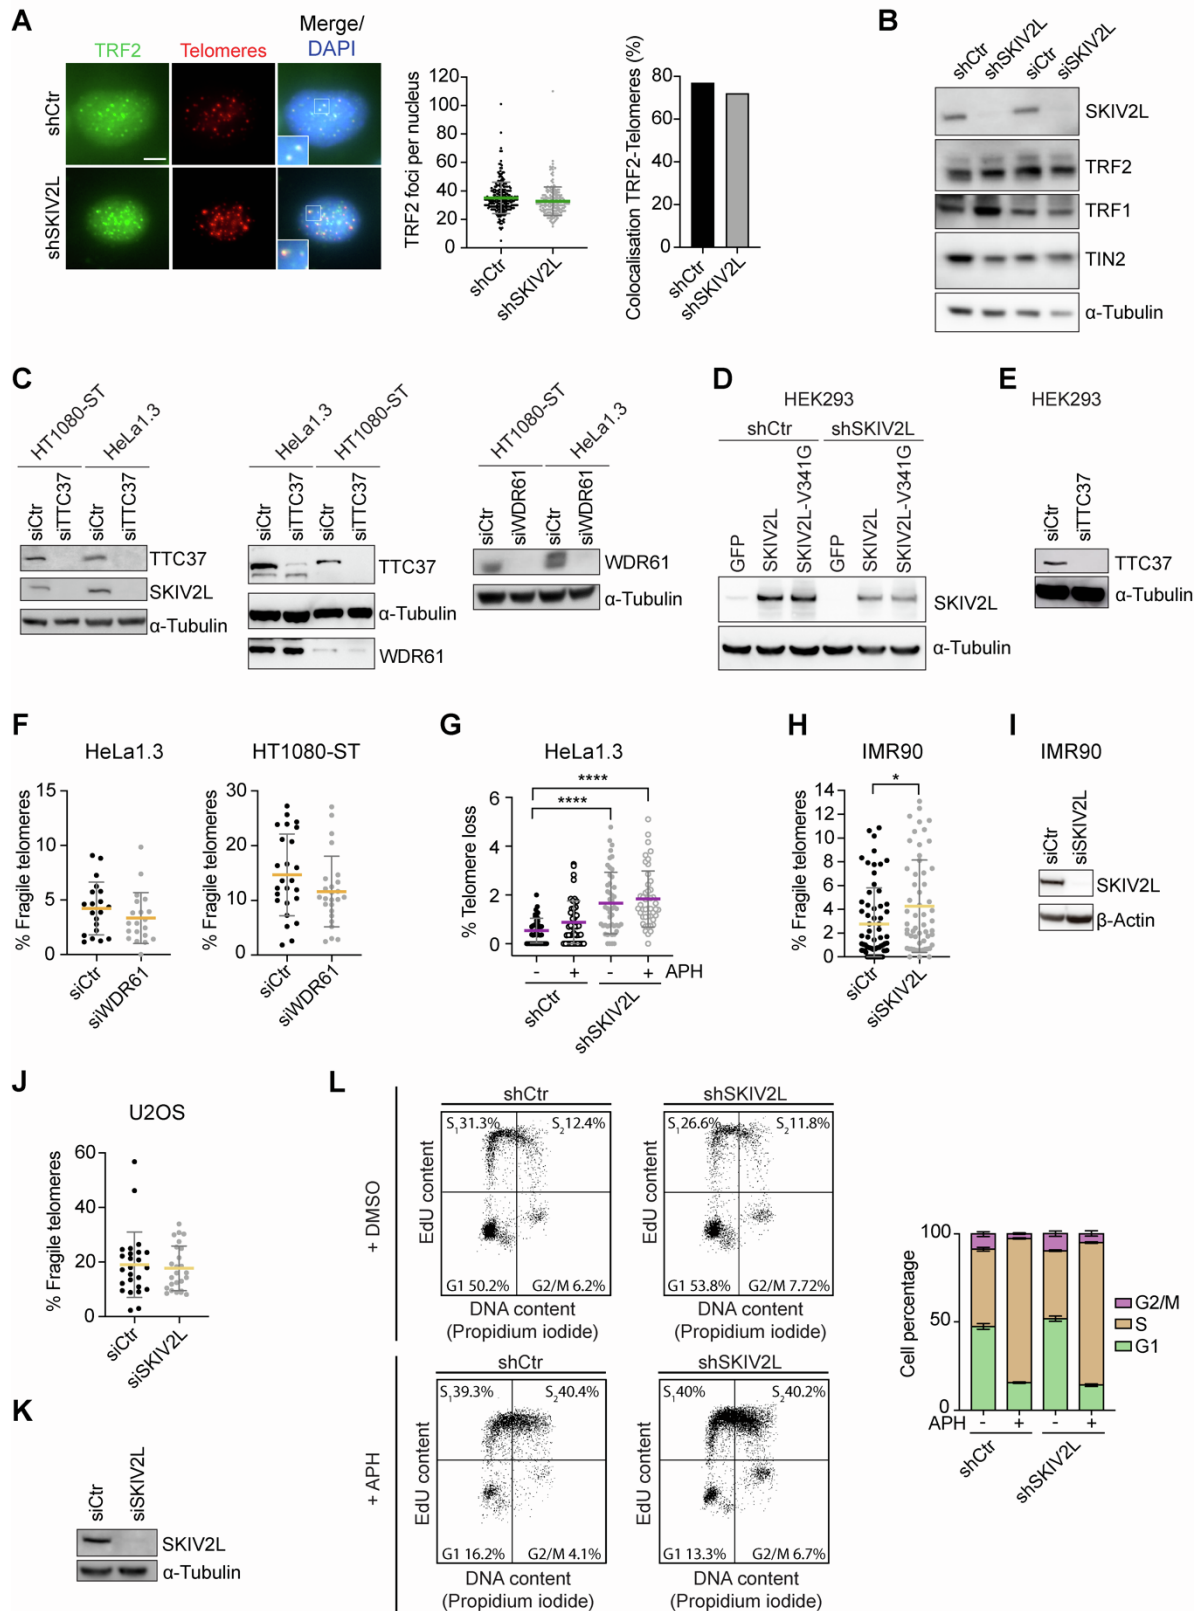 A
TRF2
Telomeres
Merge/
DAPI
shCtr
shSKIV2L
TRF2 foci per nucleus
120
100
80
60
40
20
0
shCtr
shSKIV2L
Colocalisation TRF2-Telomeres (%)
80
60
40
20
0
shCtr
shSKIV2L
B
shCtr
shSKIV2L
siCtr
siSKIV2L
SKIV2L
TRF2
TRF1
TIN2
α-Tubulin
C
HT1080-ST
HeLa1.3
siCtr
siTTC37
siCtr
siTTC37
TTC37
SKIV2L
α-Tubulin
HeLa1.3
HT1080-ST
siCtr
siTTC37
siCtr
siTTC37
TTC37
α-Tubulin
WDR61
HT1080-ST
HeLa1.3
siCtr
siWDR61
siCtr
siWDR61
WDR61
α-Tubulin
D
HEK293
shCtr
shSKIV2L
GFP
SKIV2L
SKIV2L-V341G
GFP
SKIV2L
SKIV2L-V341G
SKIV2L
α-Tubulin
E
HEK293
siCtr
siTTC37
TTC37
α-Tubulin
F
HeLa1.3
% Fragile telomeres
15
10
5
0
siCtr
siWDR61
HT1080-ST
% Fragile telomeres
30
20
10
0
siCtr
siWDR61
G
HeLa1.3
% Telomere loss
6
4
2
0
****
****
- + - + APH
shCtr
shSKIV2L
H
IMR90
% Fragile telomeres
14
12
10
8
6
4
2
0
*
siCtr
siSKIV2L
I
IMR90
siCtr
siSKIV2L
SKIV2L
β-Actin
J
U2OS
% Fragile telomeres
60
40
20
0
siCtr
siSKIV2L
K
siCtr
siSKIV2L
SKIV2L
α-Tubulin
L
+ DMSO
shCtr
S1 31.3%
S2 12.4%
EdU content
G1 50.2%
G2/M 6.2%
DNA content
(Propidium iodide)
shSKIV2L
S1 26.6%
S2 11.8%
EdU content
G1 53.8%
G2/M 7.72%
DNA content
(Propidium iodide)
+ APH
shCtr
S1 39.3%
S2 40.4%
EdU content
G1 16.2%
G2/M 4.1%
DNA content
(Propidium iodide)
shSKIV2L
S1 40%
S2 40.2%
EdU content
G1 13.3%
G2/M 6.7%
DNA content
(Propidium iodide)
Cell percentage
100
50
0
G2/M
S
G1
APH - + - +
shCtr
shSKIV2L